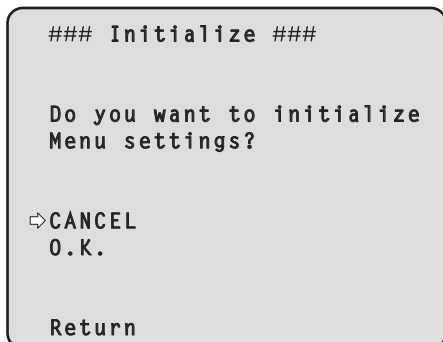 ### Initialize ###
Do you want to initialize
Menu settings?
⇨CANCEL
O.K.
Return